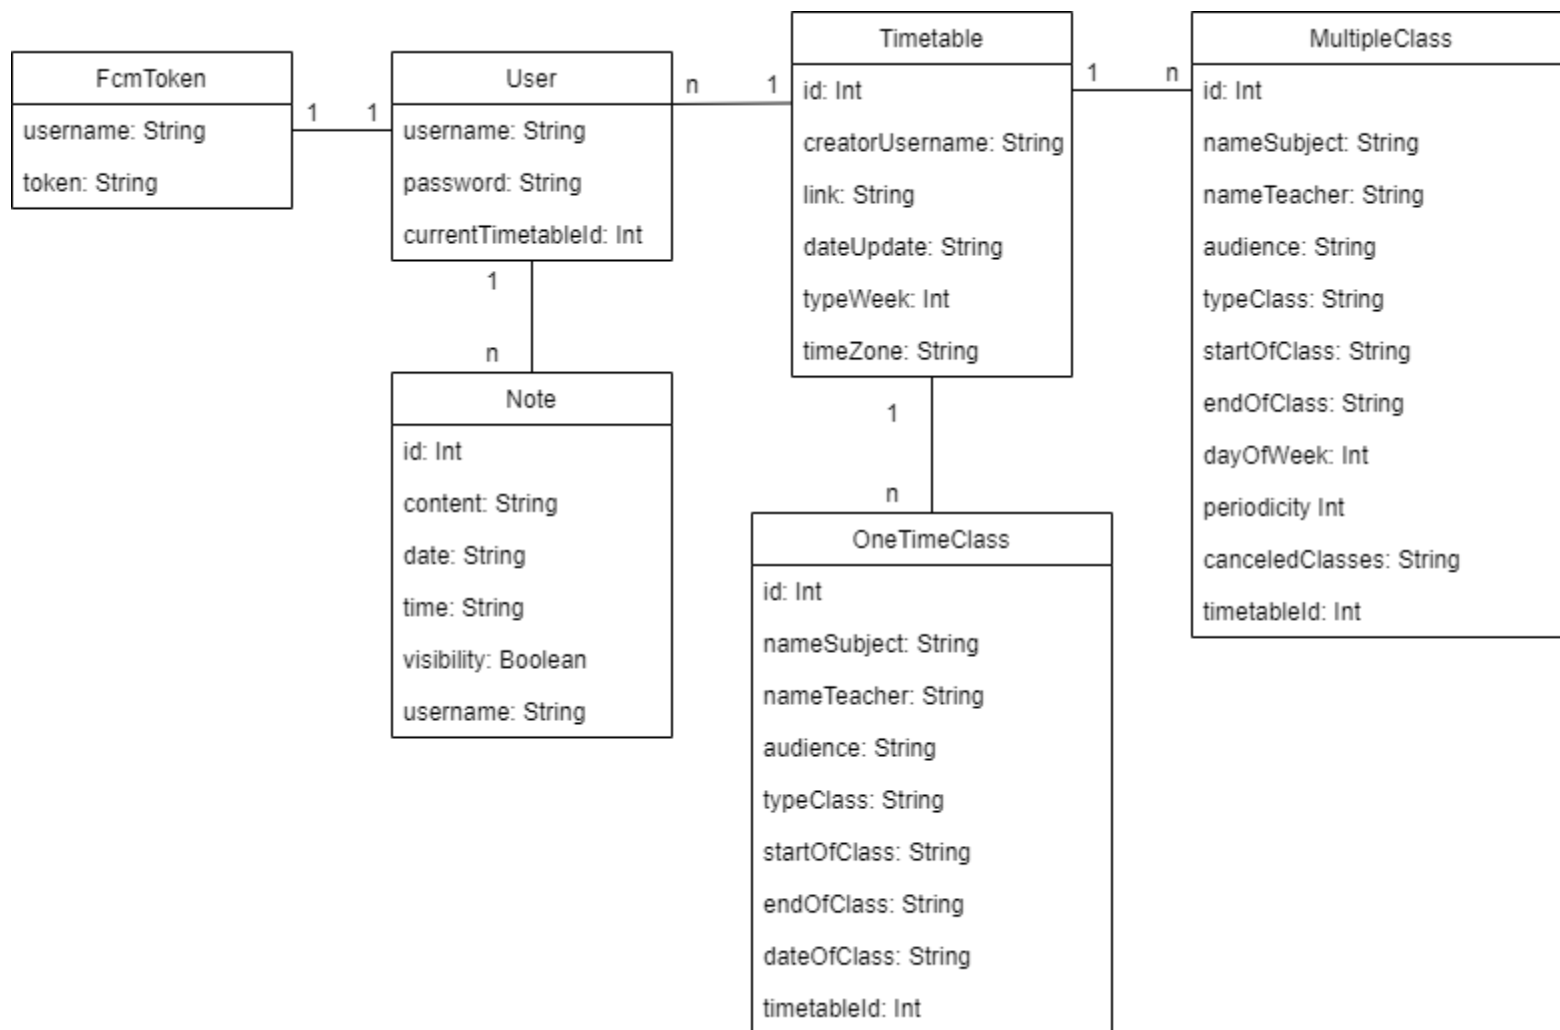 FcmToken
username: String
token: String
1
1
User
username: String
password: String
currentTimetableId: Int
n
1
Timetable
id: Int
creatorUsername: String
link: String
dateUpdate: String
typeWeek: Int
timeZone: String
1
n
MultipleClass
id: Int
nameSubject: String
nameTeacher: String
audience: String
typeClass: String
startOfClass: String
endOfClass: String
dayOfWeek: Int
periodicity Int
canceledClasses: String
timetableId: Int
1
n
Note
id: Int
content: String
date: String
time: String
visibility: Boolean
username: String
1
n
OneTimeClass
id: Int
nameSubject: String
nameTeacher: String
audience: String
typeClass: String
startOfClass: String
endOfClass: String
dateOfClass: String
timetableId: Int